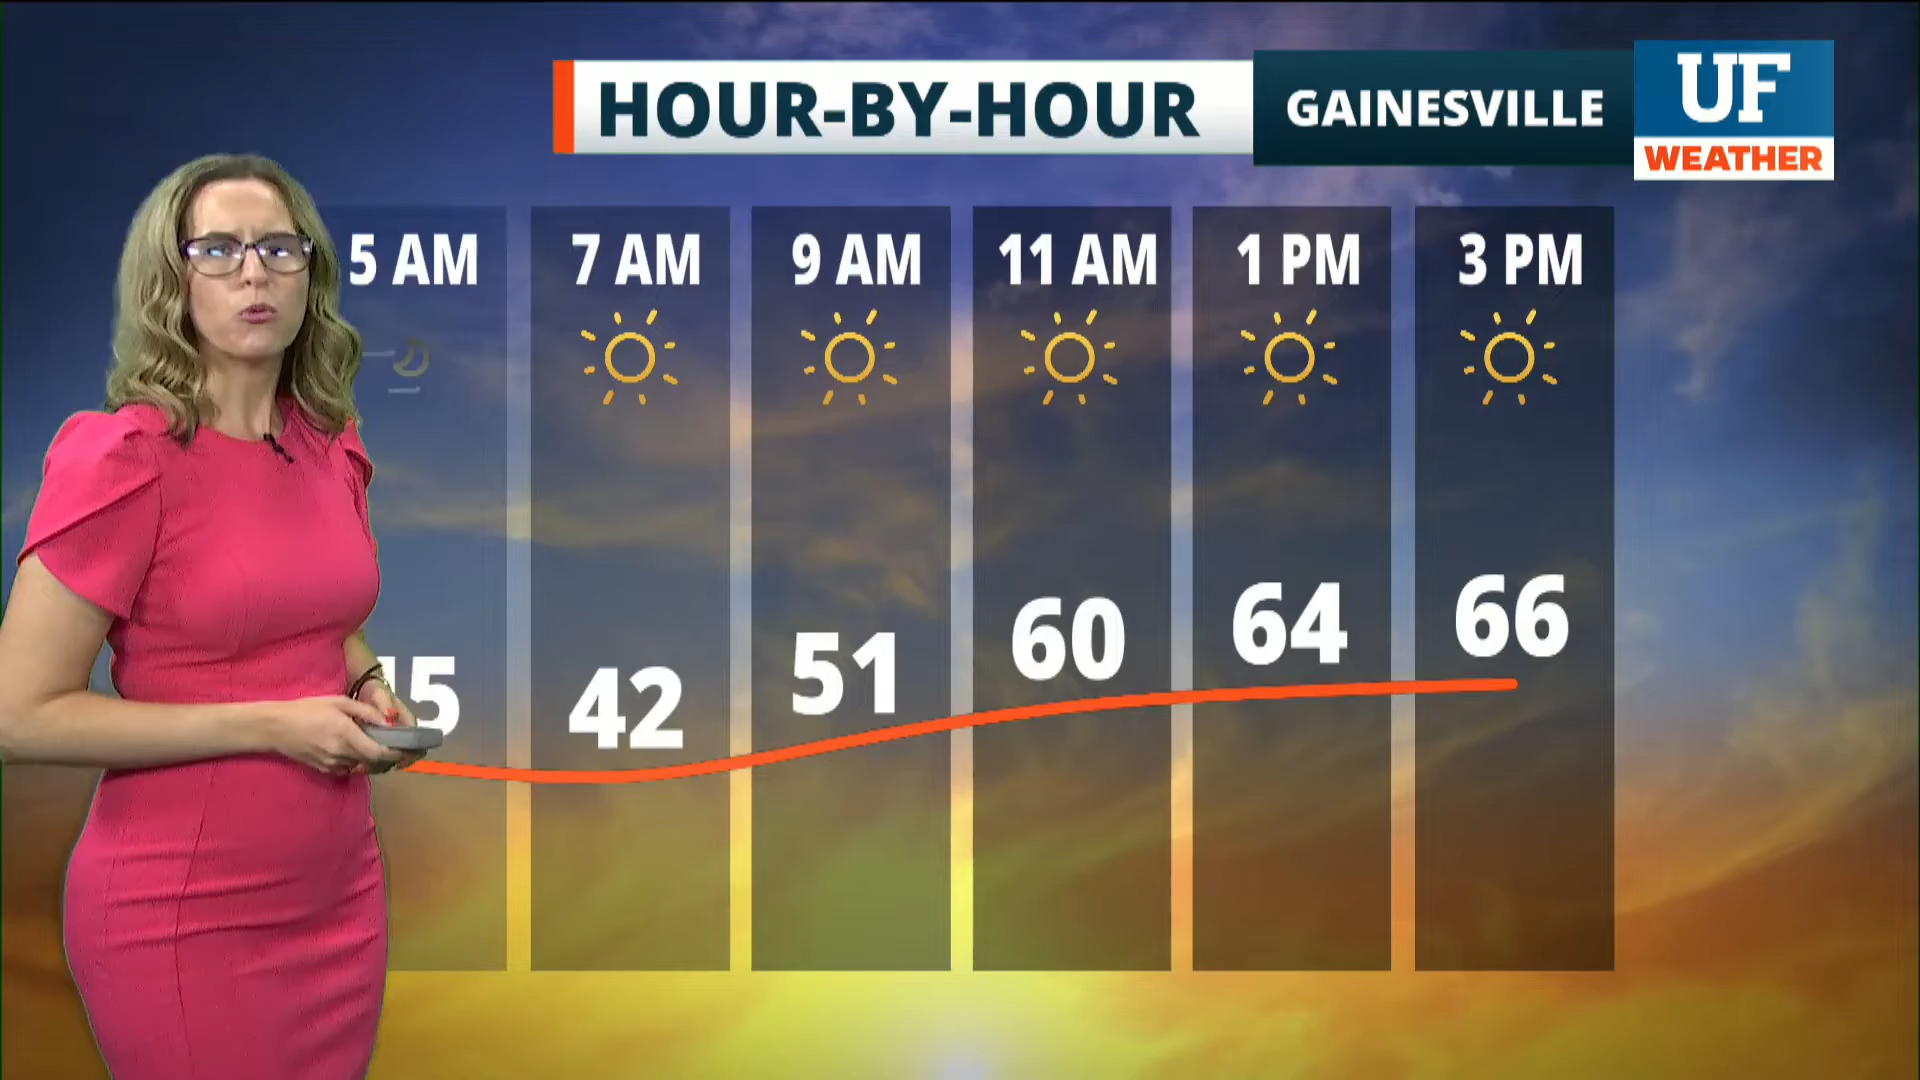 HOUR-BY-HOUR
GAINESVILLE
UF
WEATHER
5 AM
7 AM
9 AM
11 AM
1 PM
3 PM
42
51
60
64
66